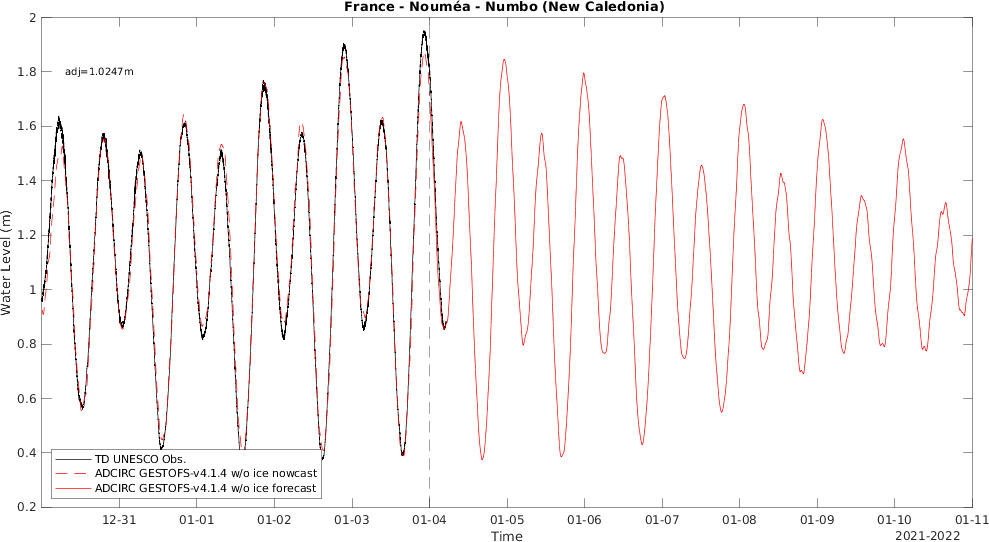 France - Nouméa - Numbo (New Caledonia)
2
1.8
1.6
1.4
1.2
1
0.8
0.6
0.4
0.2
Water Level (m)
adj=1.0247m
TD UNESCO Obs.
ADCIRC GESTOFS-v4.1.4 w/o ice nowcast
ADCIRC GESTOFS-v4.1.4 w/o ice forecast
12-31 01-01 01-02 01-03 01-04 01-05 01-06 01-07 01-08 01-09 01-10 01-11
Time
2021-2022